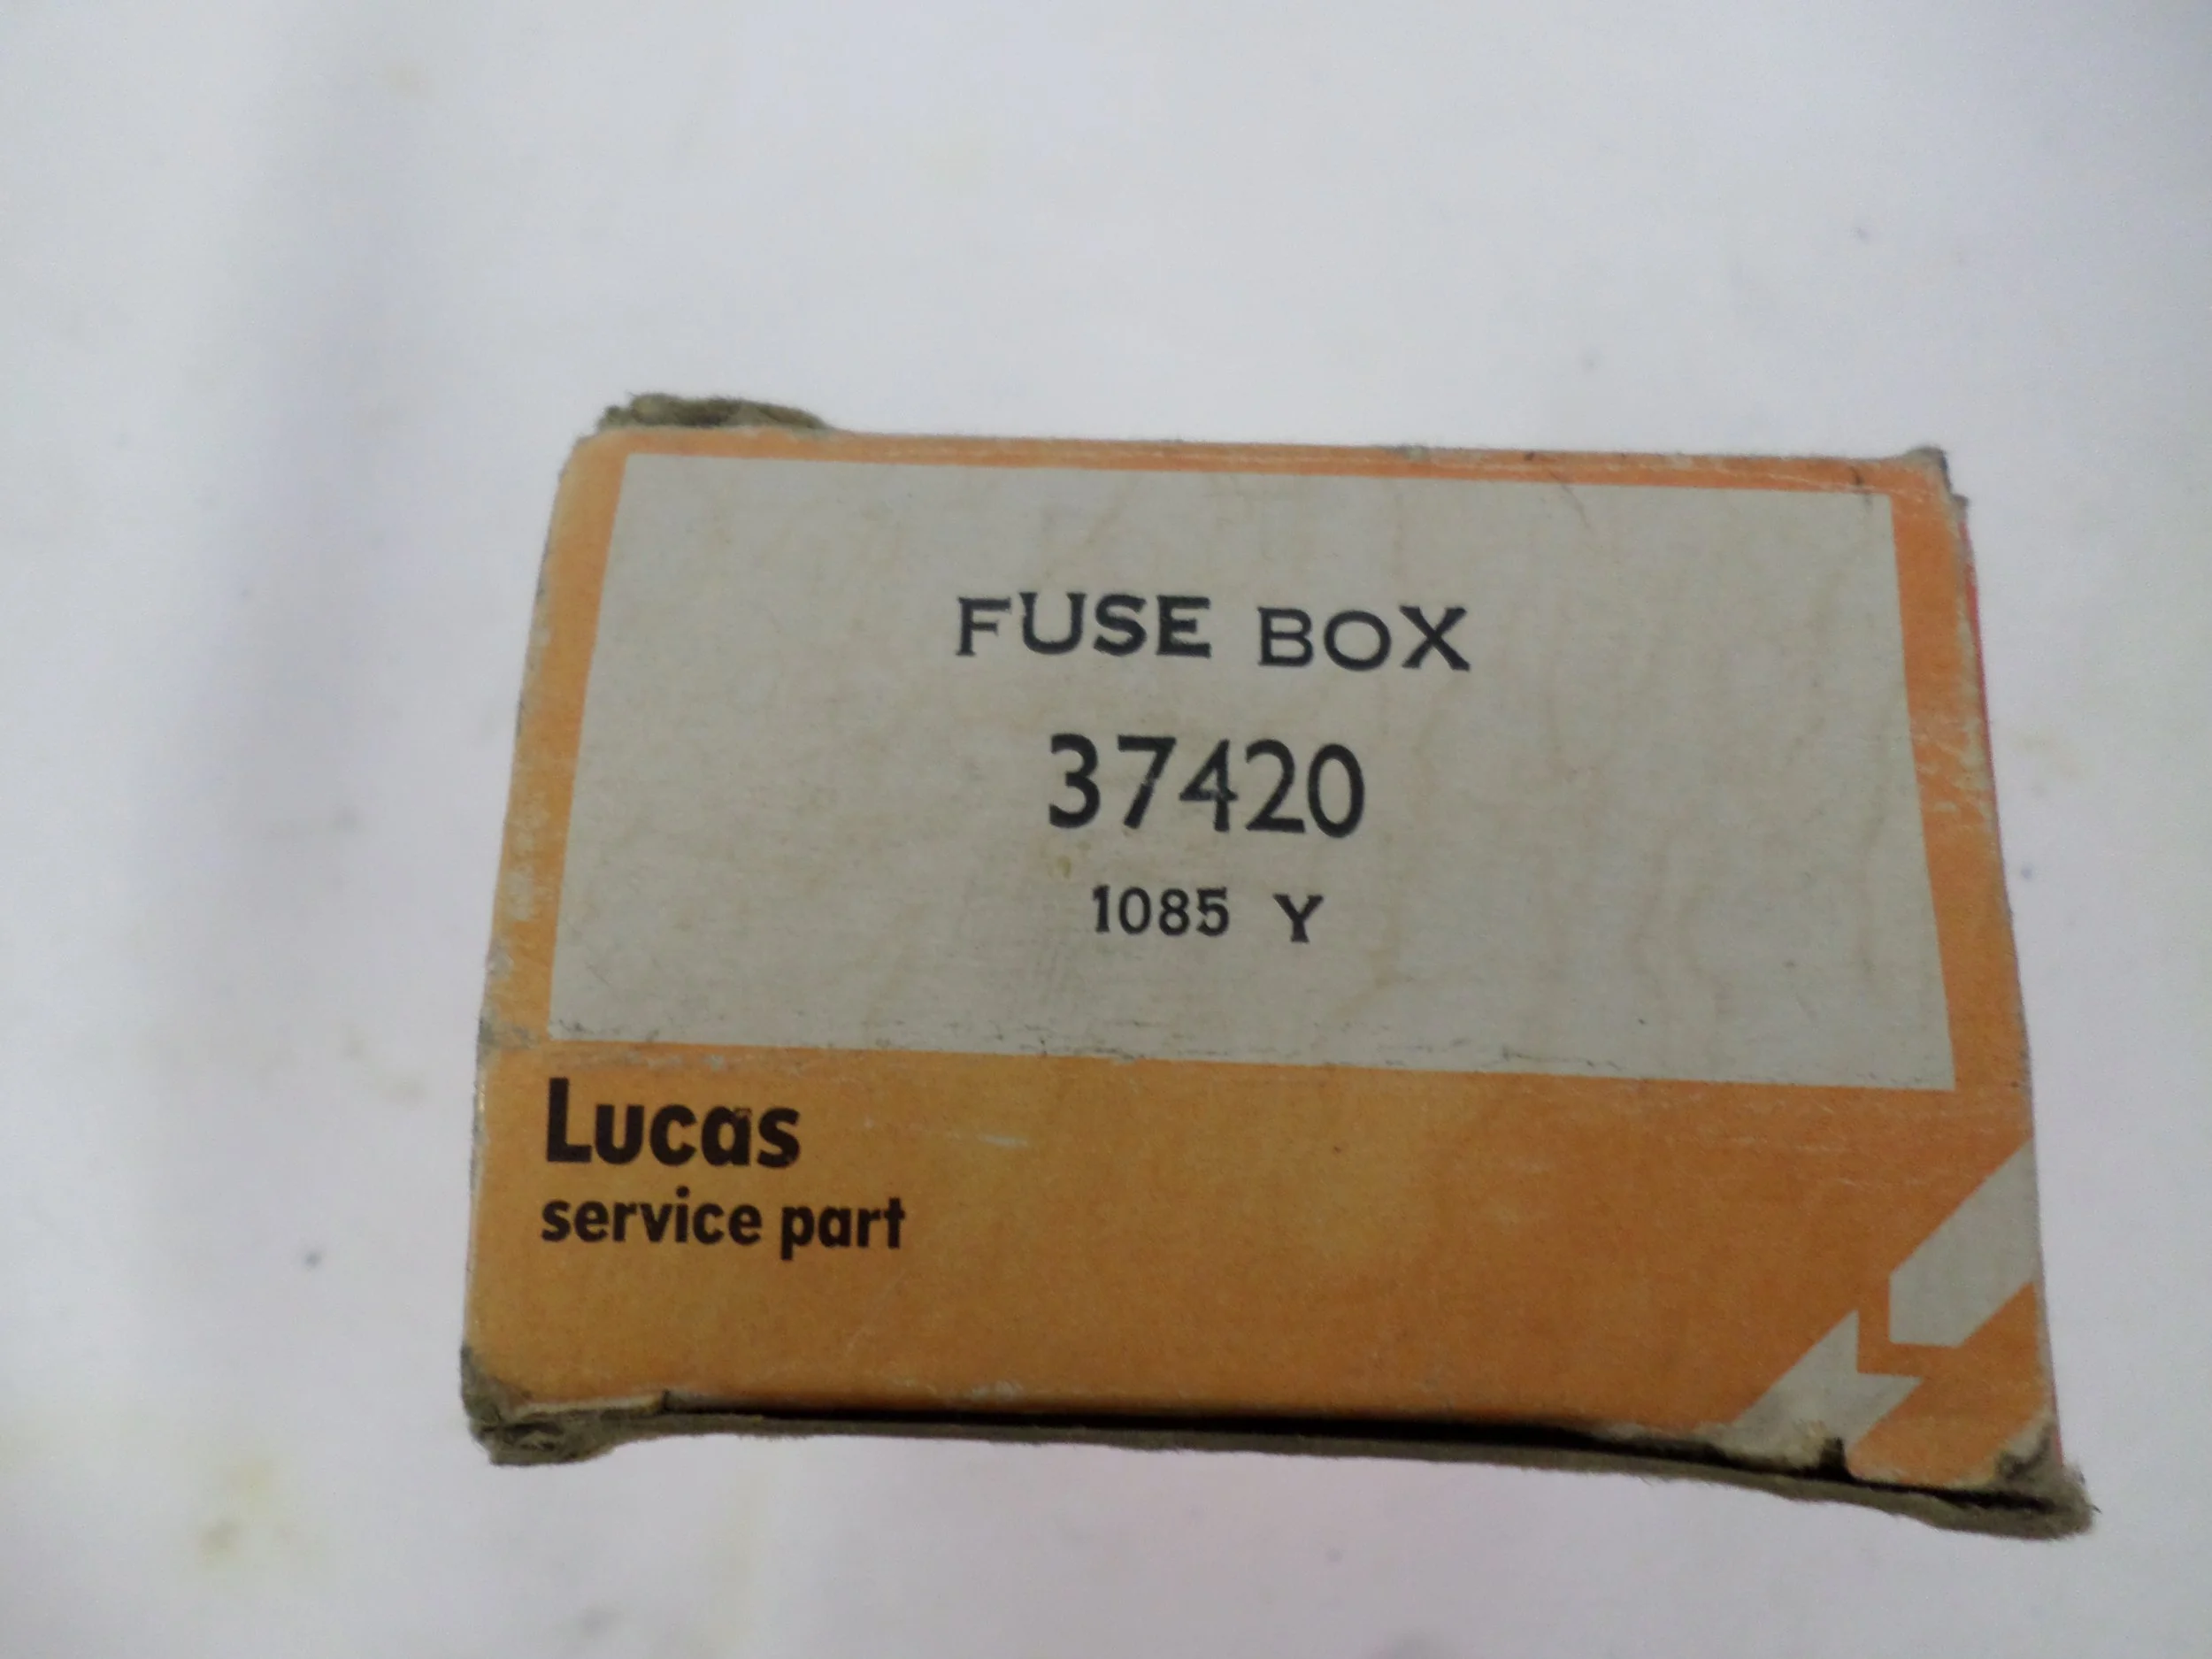 FUSE BOX
37420
1085 Y
Lucas
service part